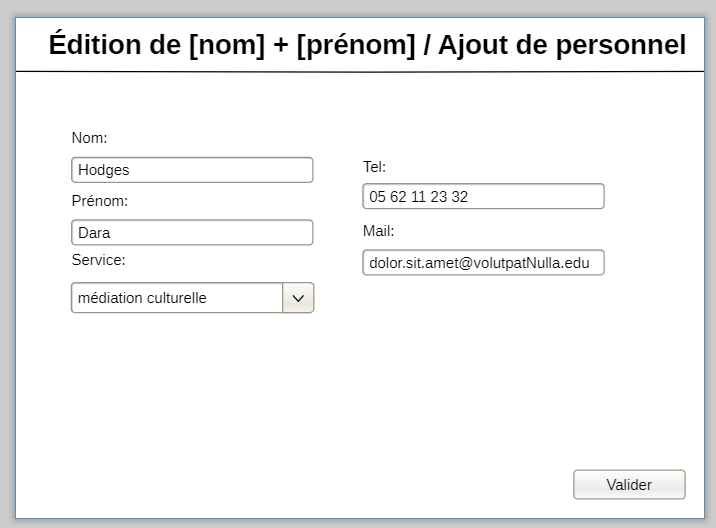 Édition de [nom] + [prénom] / Ajout de personnel
Nom:
Hodges
Prénom:
Dara
Service:
médiation culturelle
Tel:
05 62 11 23 32
Mail:
dolor.sit.amet@volutpatNulla.edu
Valider